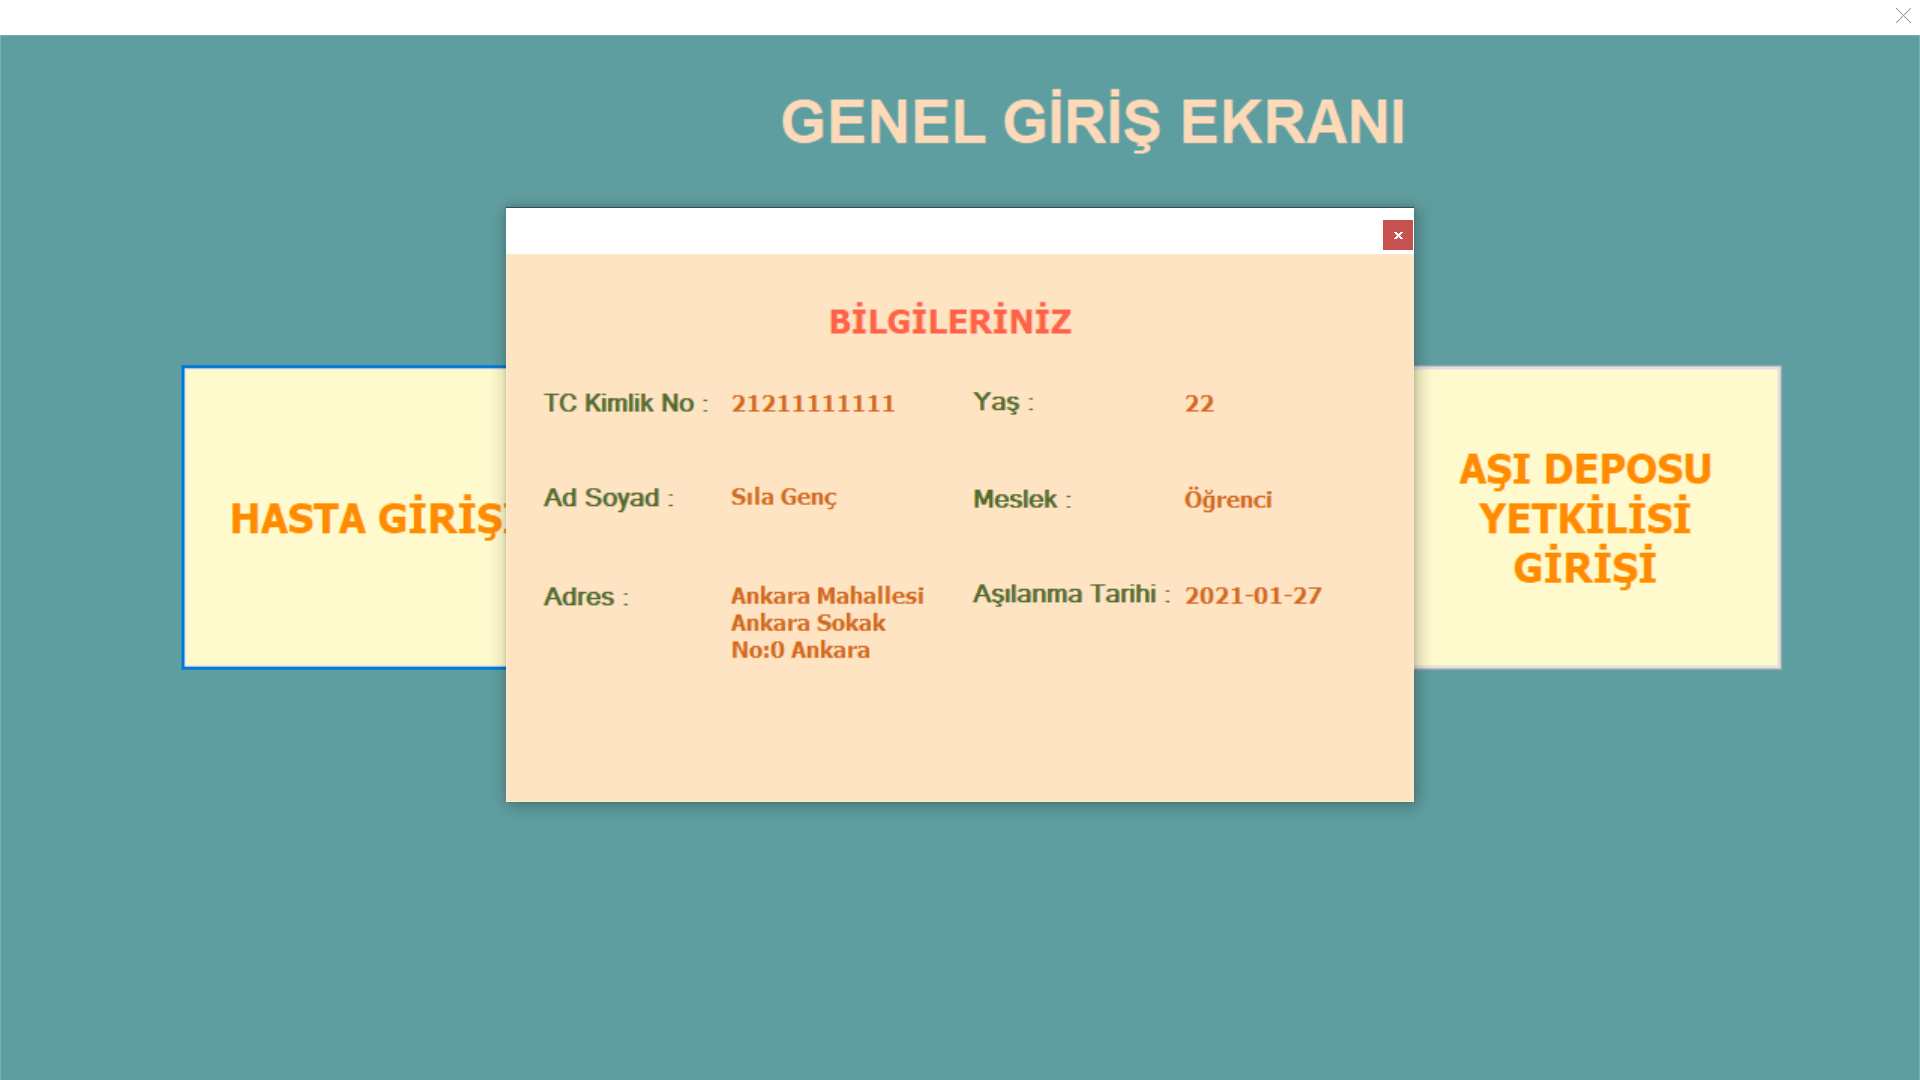 GENEL GİRİŞ EKRANI
BİLGİLERİNİZ
TC Kimlik No : 21211111111 Yaş : 22
Ad Soyad : Sıla Genç Meslek : Öğrenci
Adres : Ankara Mahallesi Aşılanma Tarihi : 2021-01-27
Ankara Sokak
No:0 Ankara
HASTA GİRİŞ
AŞI DEPOSU
YETKİLİSİ
GİRİŞİ